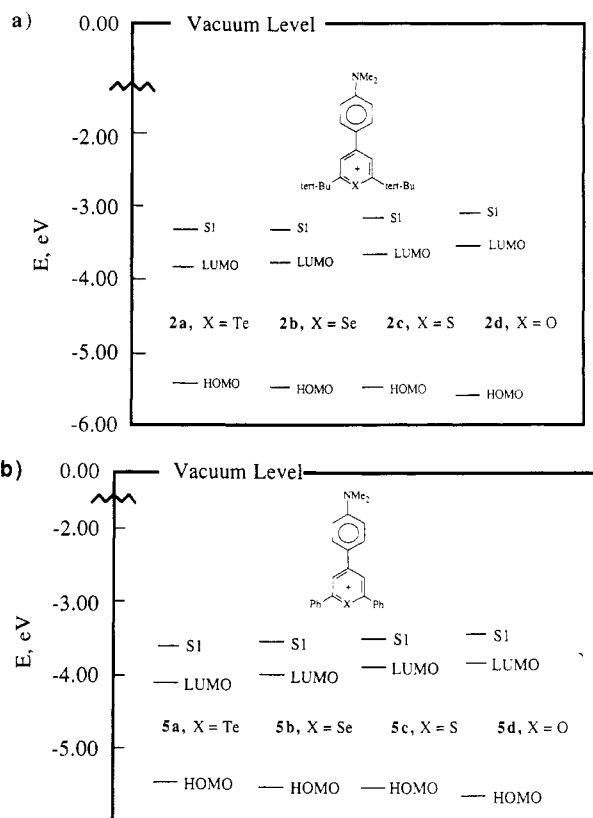 a)
0.00
Vacuum Level
NMe2
-2.00
+
tert-Bu
X
tert-Bu
-3.00
S1
S1
S1
S1
LUMO
LUMO
LUMO
LUMO
E, eV
-4.00
2a, X = Te
2b, X = Se
2c, X = S
2d, X = O
-5.00
HOMO
HOMO
HOMO
HOMO
-6.00
b)
0.00
Vacuum Level
NMe2
-2.00
+
Ph
X
Ph
-3.00
S1
S1
S1
S1
LUMO
LUMO
LUMO
LUMO
E, eV
-4.00
5a, X = Te
5b, X = Se
5c, X = S
5d, X = O
-5.00
HOMO
HOMO
HOMO
HOMO